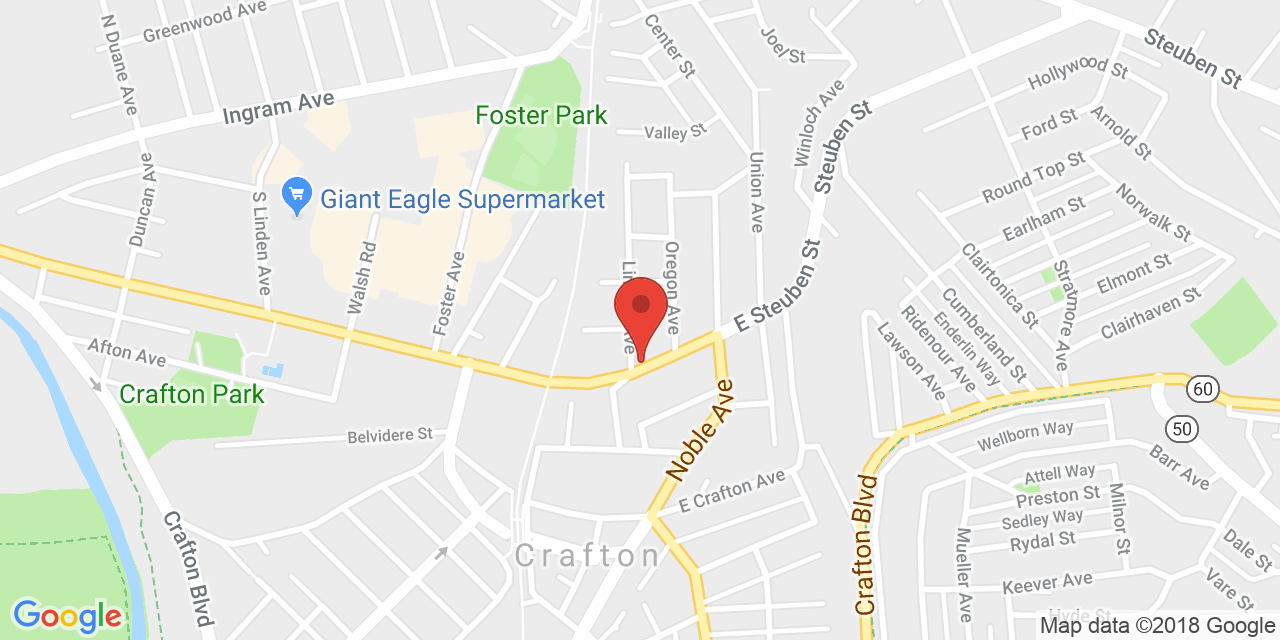 Greenwood Ave
N Duane Ave
Ingram Ave
Foster Park
Center St
Joe St
Steuben St
Hollywood St
Valley St
Winloch Ave
Steuben St
Ford St
Arnold St
Duncan Ave
Giant Eagle Supermarket
Union Ave
Round Top St
S Linden Ave
Walsh Rd
Foster Ave
Oregon Ave
E Steuben St
Earlham St
Norwalk St
Clairtonica St
Stratmore Ave
Elmont St
Clairhaven St
Cumberland St
Enderlin Way
Ridenour Ave
Lawson Ave
Afton Ave
Crafton Park
Belvidere St
Noble Ave
60
50
Wellborn Way
Barr Ave
E Crafton Ave
Attell Way
Preston St
Milnor St
Sedley Way
Rydal St
Crafton Blvd
Crafton Blvd
Crafton
Mueller Ave
Keever Ave
Dale St
Vare St
Hyde St
Google
Map data ©2018 Google